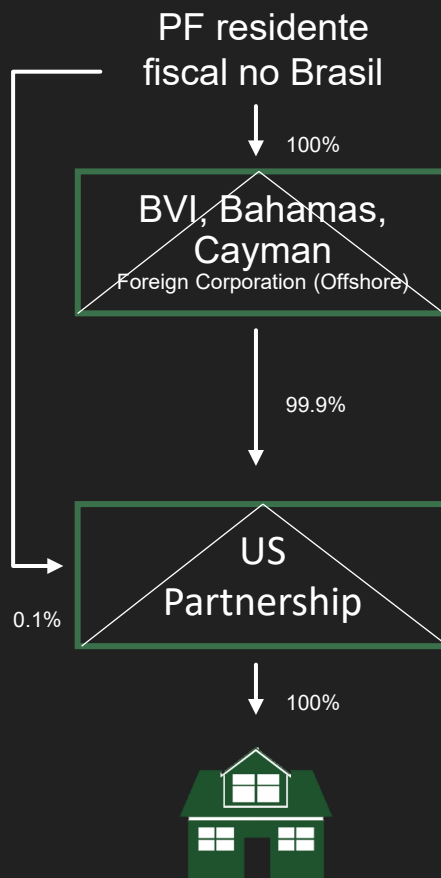 PF residente
fiscal no Brasil
100%
BVI, Bahamas,
Cayman
Foreign Corporation (Offshore)
99.9%
US
Partnership
0.1%
100%